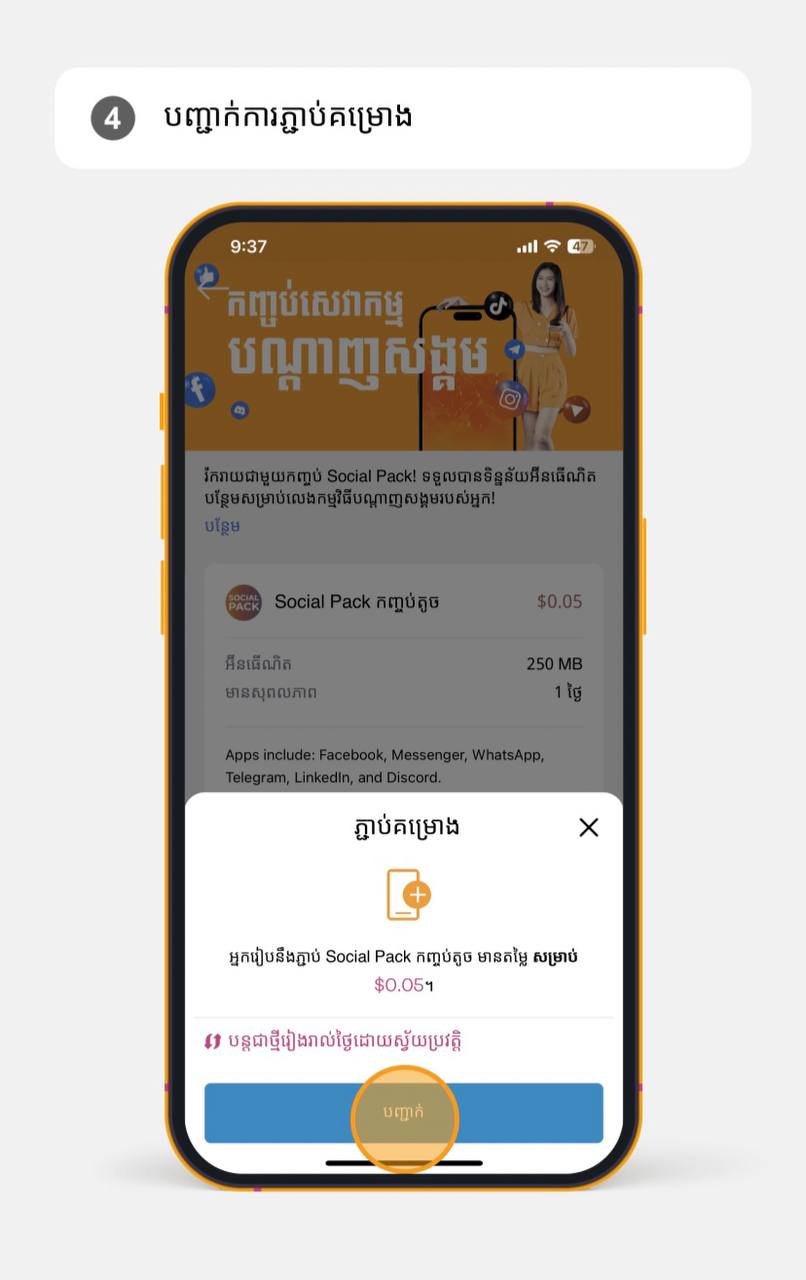 4 បញ្ជាក់ការភ្ជាប់គម្រោង
9:37
47
កញ្ចប់សេវាកម្ម
បណ្តាញសង្គម
រីករាយជាមួយកញ្ចប់ Social Pack! ទទួលបានទិន្នន័យអ៊ីនធើណិត
បន្ថែមសម្រាប់លេងកម្មវិធីបណ្តាញសង្គមរបស់អ្នក!
បន្ថែម
SOCIAL
PACK
Social Pack កញ្ចប់តូច $0.05
អ៊ីនធើណិត 250 MB
មានសុពលភាព 1 ថ្ងៃ
Apps include: Facebook, Messenger, WhatsApp,
Telegram, LinkedIn, and Discord.
ភ្ជាប់គម្រោង
អ្នករៀបនឹងភ្ជាប់ Social Pack កញ្ចប់តូច មានតម្លៃ សម្រាប់
$0.05។
បន្តជាថ្មីរៀងរាល់ថ្ងៃដោយស្វ័យប្រវត្តិ
បញ្ជាក់